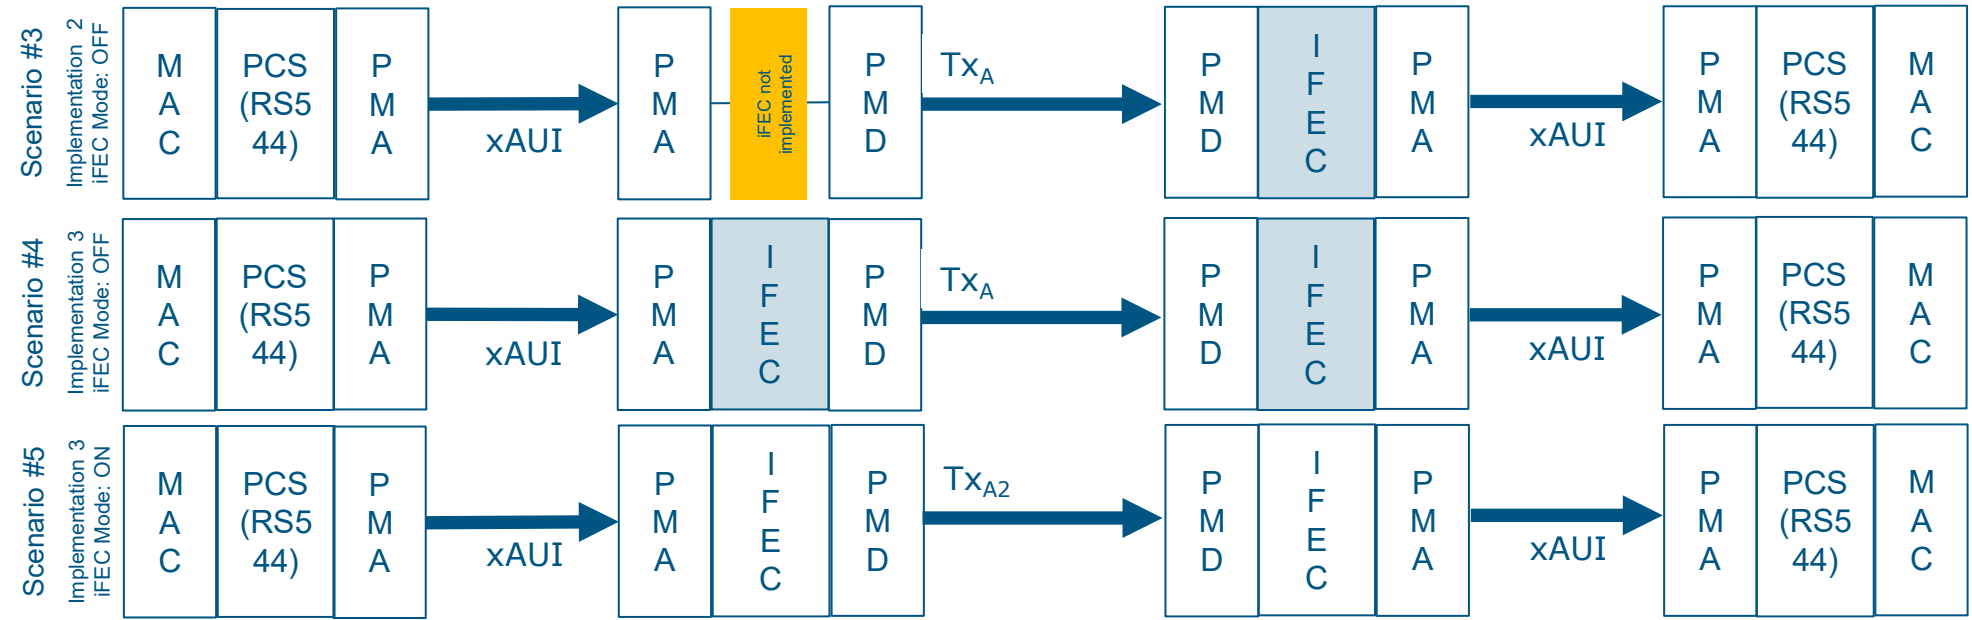 Scenario #3
Implementation 2
iFEC Mode: OFF
M
A
C
PCS
(RS5
44)
P
M
A
xAUI
P
M
A
iFEC not
implemented
P
M
D
TxA
P
M
D
I
F
E
C
P
M
A
xAUI
P
M
A
PCS
(RS5
44)
M
A
C
Scenario #4
Implementation 3
iFEC Mode: OFF
M
A
C
PCS
(RS5
44)
P
M
A
xAUI
P
M
A
I
F
E
C
P
M
D
TxA
P
M
D
I
F
E
C
P
M
A
xAUI
P
M
A
PCS
(RS5
44)
M
A
C
Scenario #5
Implementation 3
iFEC Mode: ON
M
A
C
PCS
(RS5
44)
P
M
A
xAUI
P
M
A
I
F
E
C
P
M
D
TxA2
P
M
D
I
F
E
C
P
M
A
xAUI
P
M
A
PCS
(RS5
44)
M
A
C